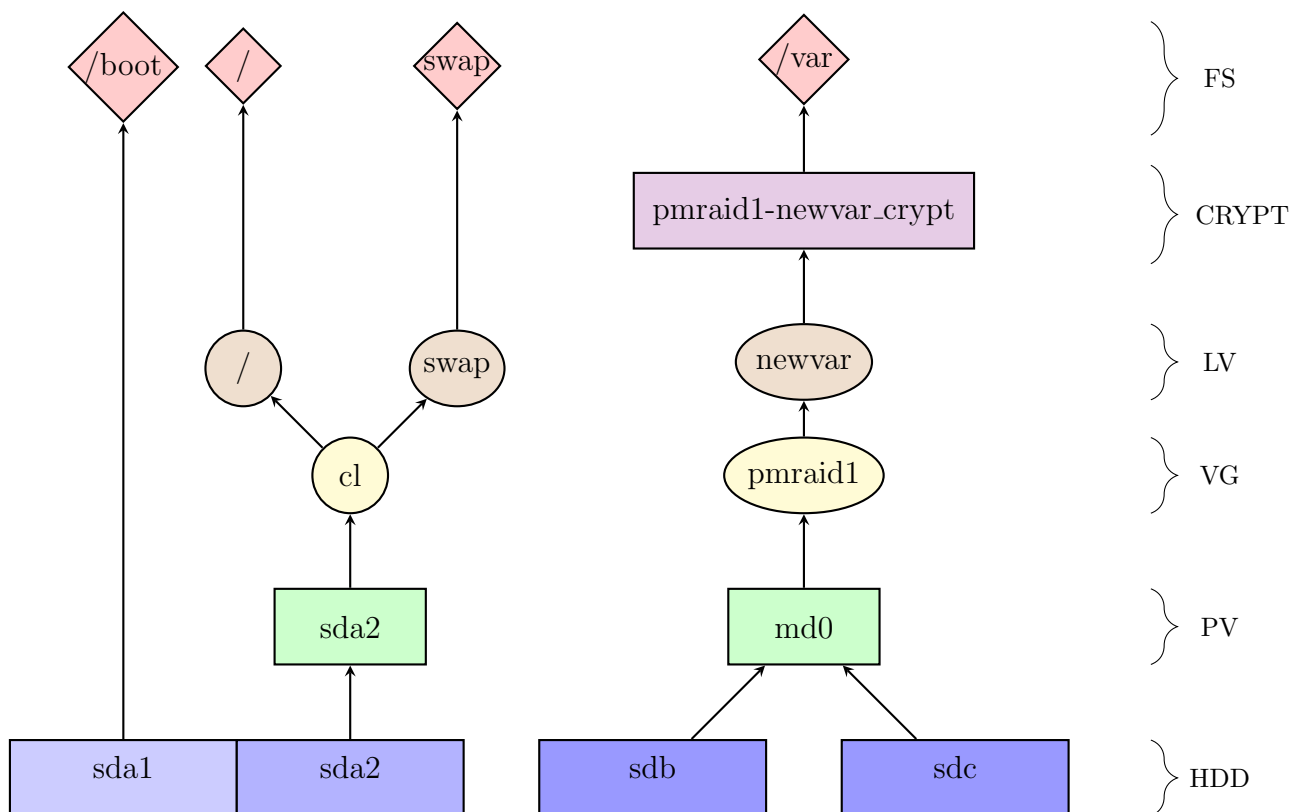 /boot
/
swap
/var
FS
pmraid1-newvar_crypt
CRYPT
/
swap
newvar
LV
cl
pmraid1
VG
sda2
md0
PV
sda1
sda2
sdb
sdc
HDD